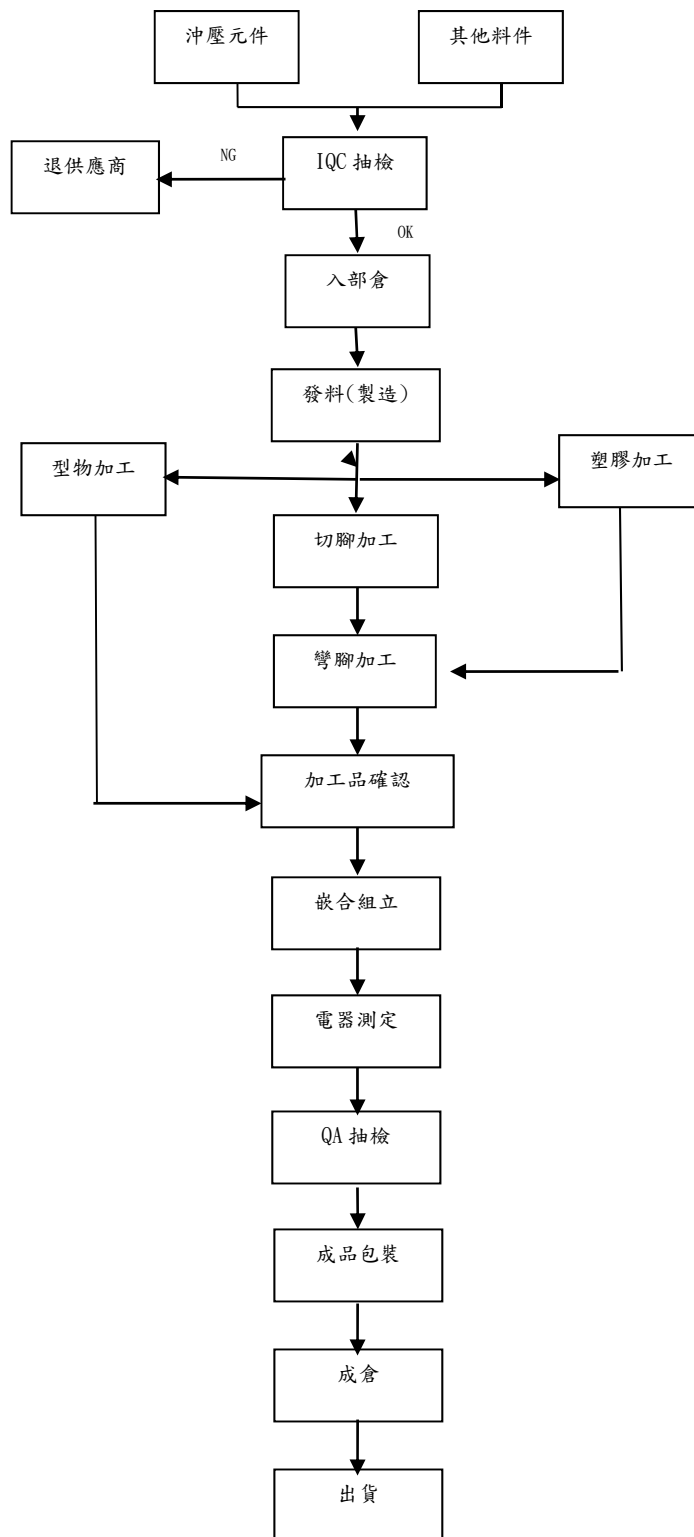 沖壓元件
其他料件
退供應商
NG
IQC 抽檢
OK
入部倉
發料(製造)
型物加工
塑膠加工
切腳加工
彎腳加工
加工品確認
嵌合組立
電器測定
QA 抽檢
成品包裝
成倉
出貨